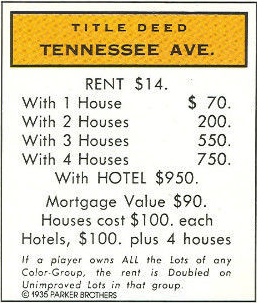 TITLE DEED
TENNESSEE AVE.
RENT $14.
With 1 House $ 70.
With 2 Houses 200.
With 3 Houses 550.
With 4 Houses 750.
With HOTEL $950.
Mortgage Value $90.
Houses cost $100. each
Hotels, $100. plus 4 houses
If a player owns ALL the Lots of any
Color-Group, the rent is Doubled on
Unimproved Lots in that group.
© 1935 PARKER BROTHERS